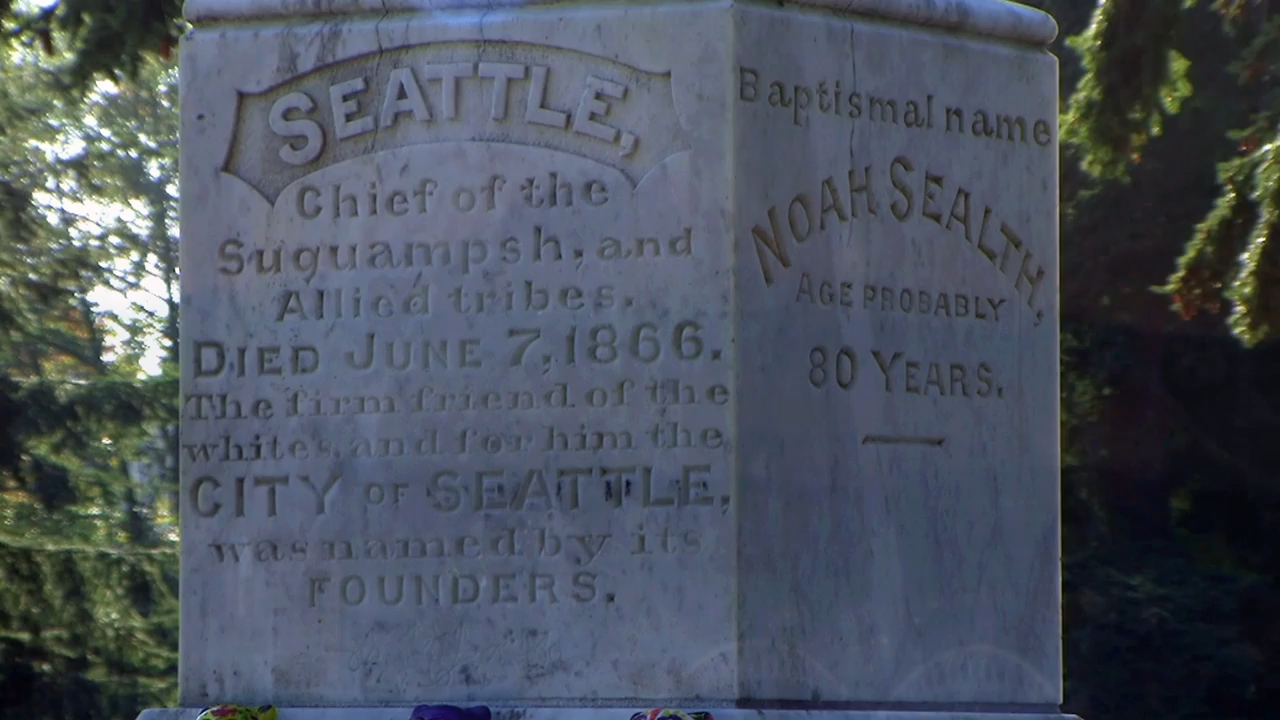 SEATTLE,
Chief of the
Suquampsh, and
Allied tribes.
DIED JUNE 7, 1866.
The firm friend of the
whites, and for him the
CITY OF SEATTLE,
was named by its
FOUNDERS.
Baptismal name
NOAH SEALTH,
AGE PROBABLY
80 YEARS.